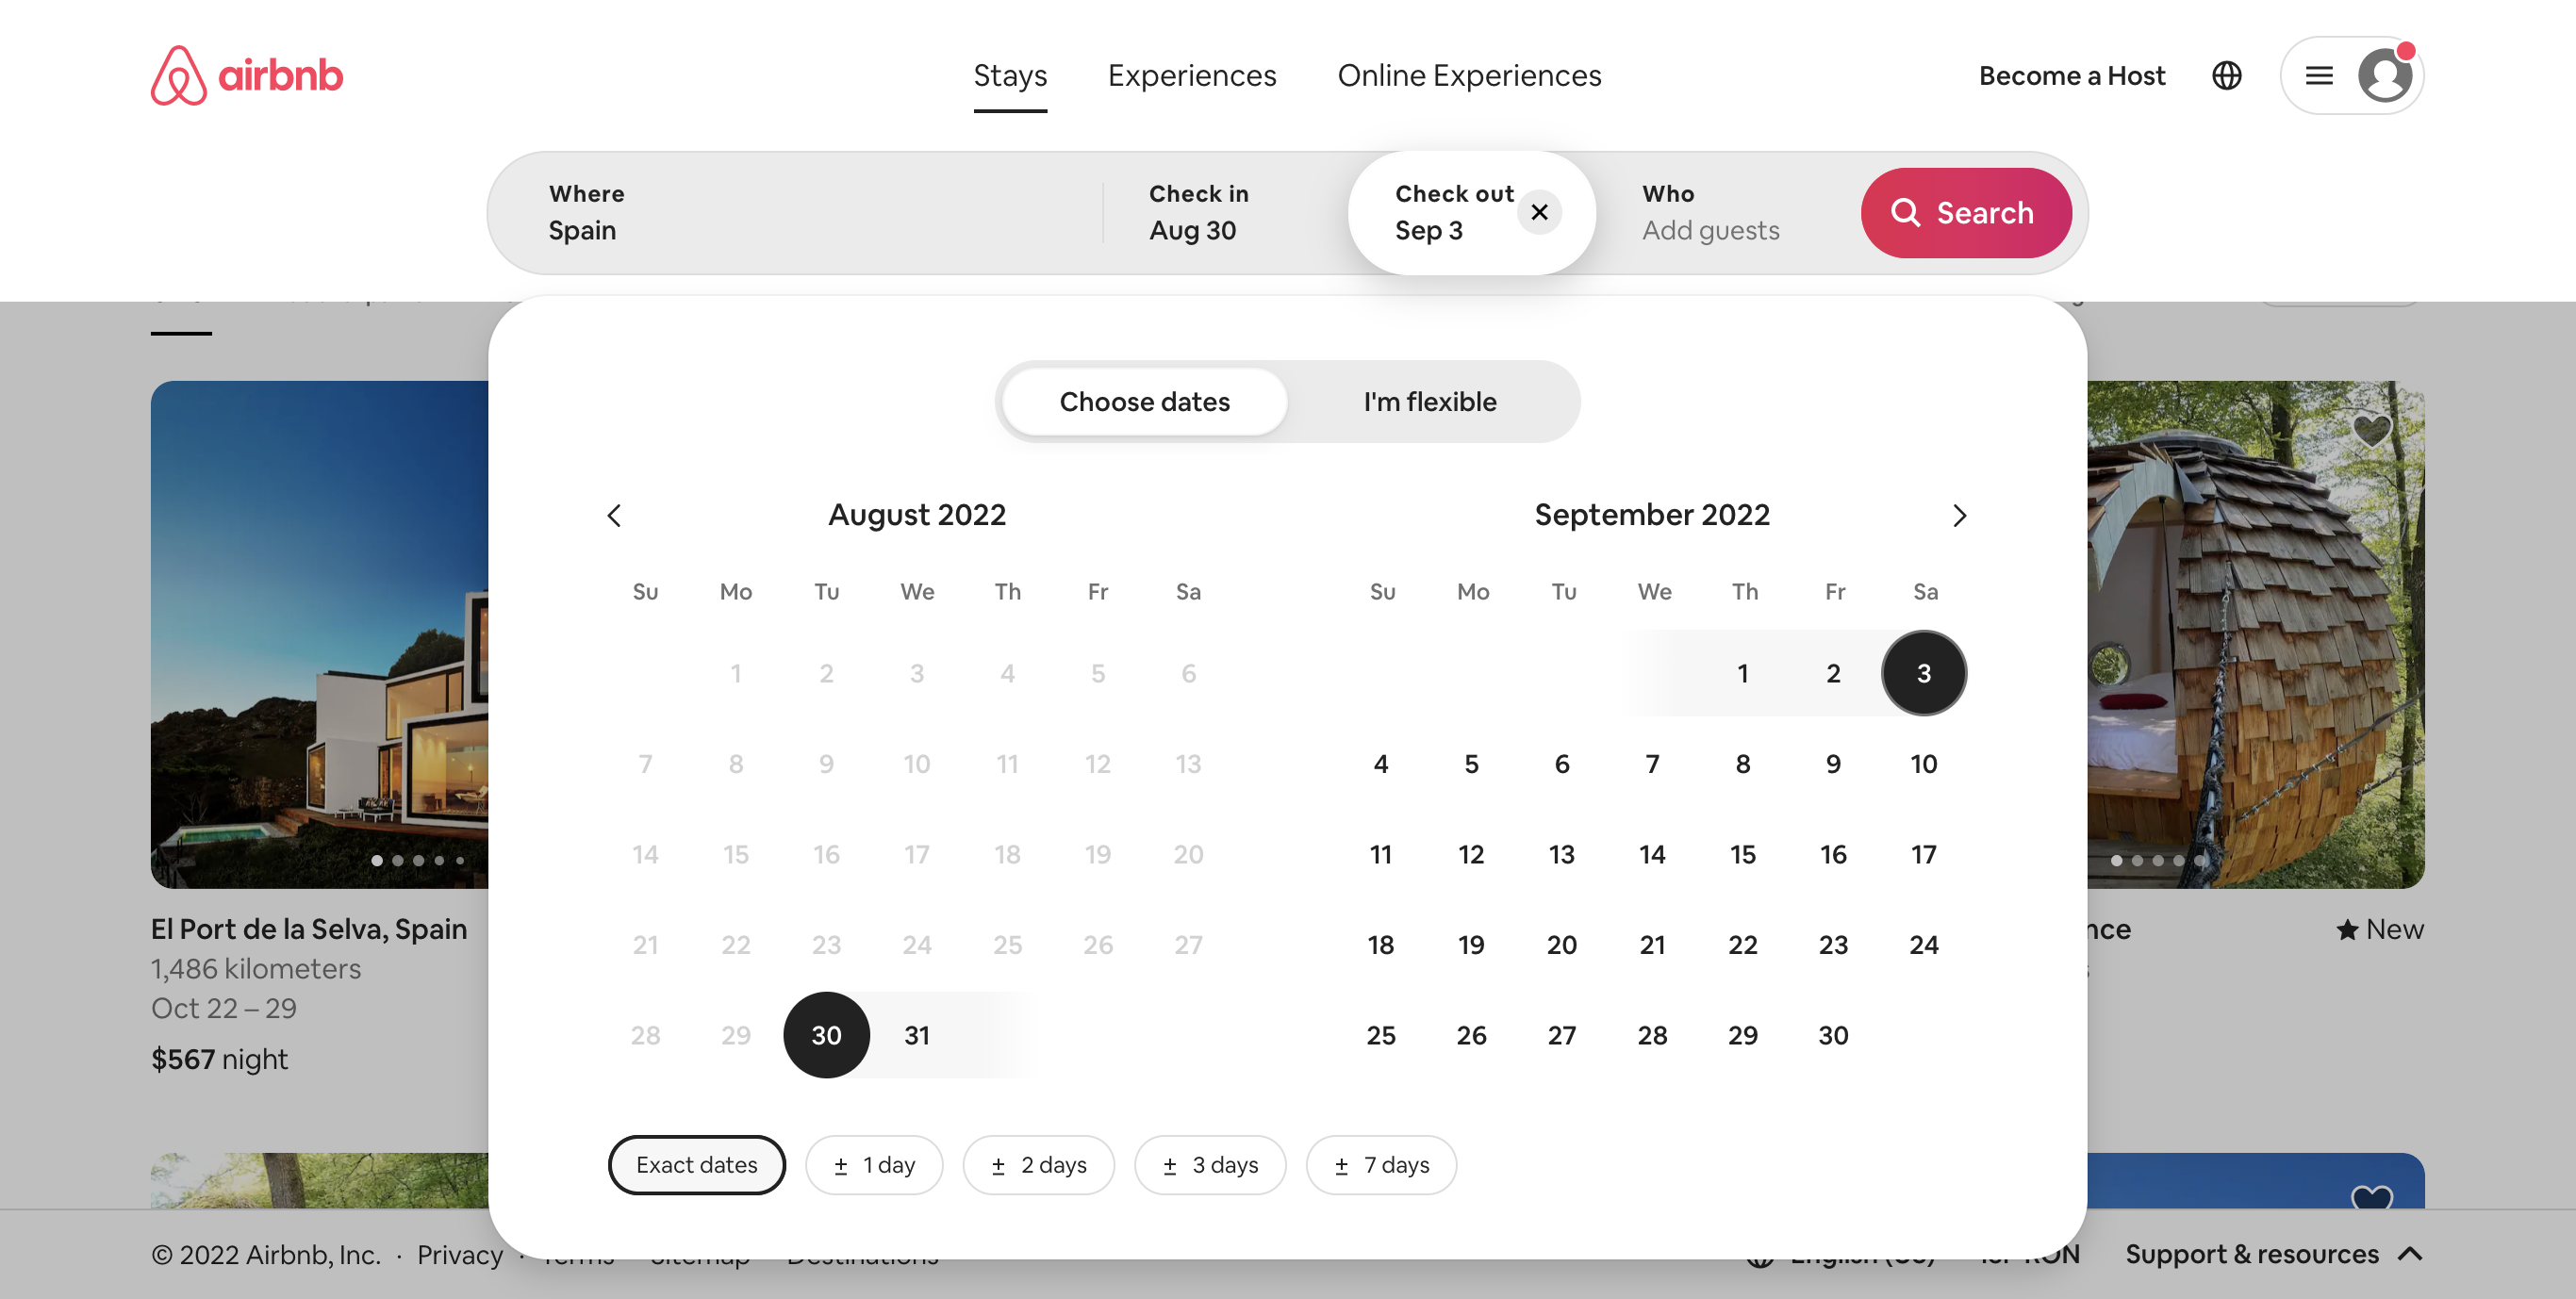 airbnb
Stays Experiences Online Experiences Become a Host
Where Check in Check out Who
Spain Aug 30 Sep 3 Add guests Search
Choose dates I'm flexible
August 2022 September 2022
Su Mo Tu We Th Fr Sa Su Mo Tu We Th Fr Sa
1 2 3 4 5 6 1 2 3
7 8 9 10 11 12 13 4 5 6 7 8 9 10
14 15 16 17 18 19 20 11 12 13 14 15 16 17
21 22 23 24 25 26 27 18 19 20 21 22 23 24
28 29 30 31 25 26 27 28 29 30
El Port de la Selva, Spain nce New
1,486 kilometers
Oct 22 – 29
$567 night
Exact dates ± 1 day ± 2 days ± 3 days ± 7 days
© 2022 Airbnb, Inc. · Privacy · Terms Sitemap Destinations English (US) RON Support & resources